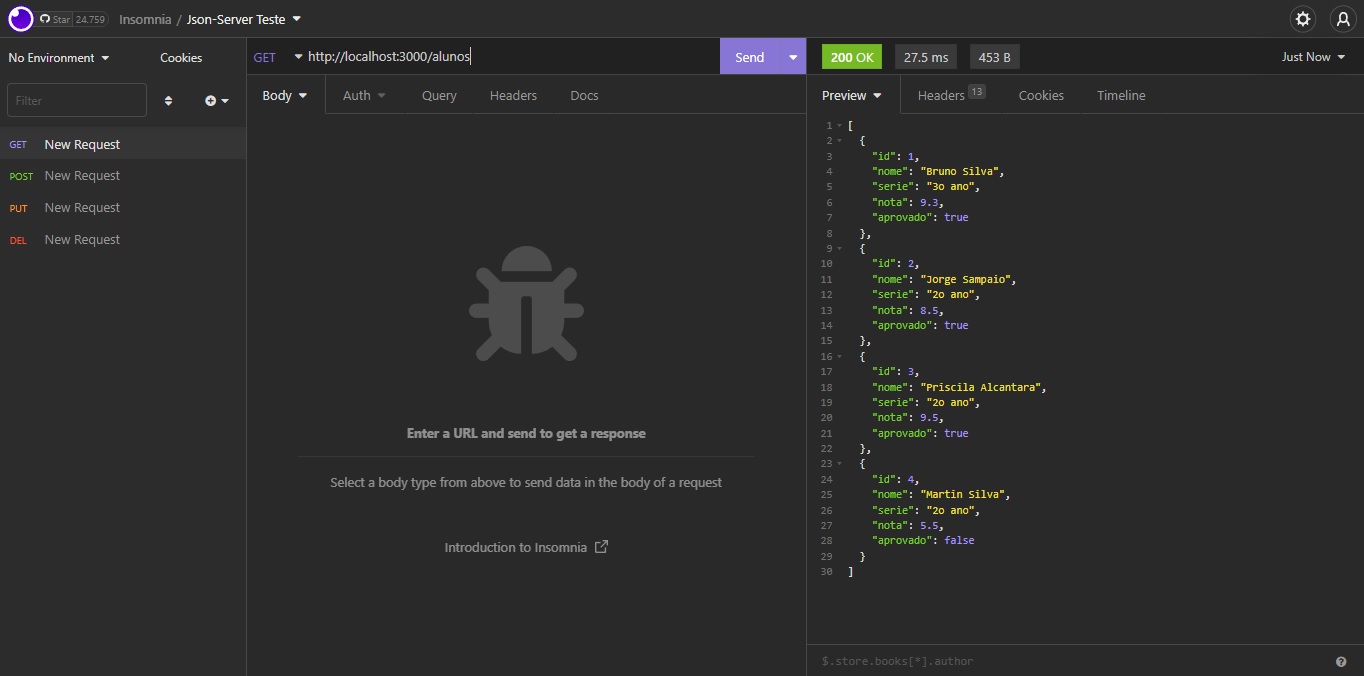 Star 24.759 Insomnia / Json-Server Teste
No Environment Cookies
Filter
GET New Request
POST New Request
PUT New Request
DEL New Request
GET http://localhost:3000/alunos Send
Body Auth Query Headers Docs
Enter a URL and send to get a response
Select a body type from above to send data in the body of a request
Introduction to Insomnia
200 OK 27.5 ms 453 B Just Now
Preview Headers 13 Cookies Timeline
1 [
2 {
3 "id": 1,
4 "nome": "Bruno Silva",
5 "serie": "3o ano",
6 "nota": 9.3,
7 "aprovado": true
8 },
9 {
10 "id": 2,
11 "nome": "Jorge Sampaio",
12 "serie": "2o ano",
13 "nota": 8.5,
14 "aprovado": true
15 },
16 {
17 "id": 3,
18 "nome": "Priscila Alcantara",
19 "serie": "2o ano",
20 "nota": 9.5,
21 "aprovado": true
22 },
23 {
24 "id": 4,
25 "nome": "Martin Silva",
26 "serie": "2o ano",
27 "nota": 5.5,
28 "aprovado": false
29 }
30 ]
$.store.books[*].author